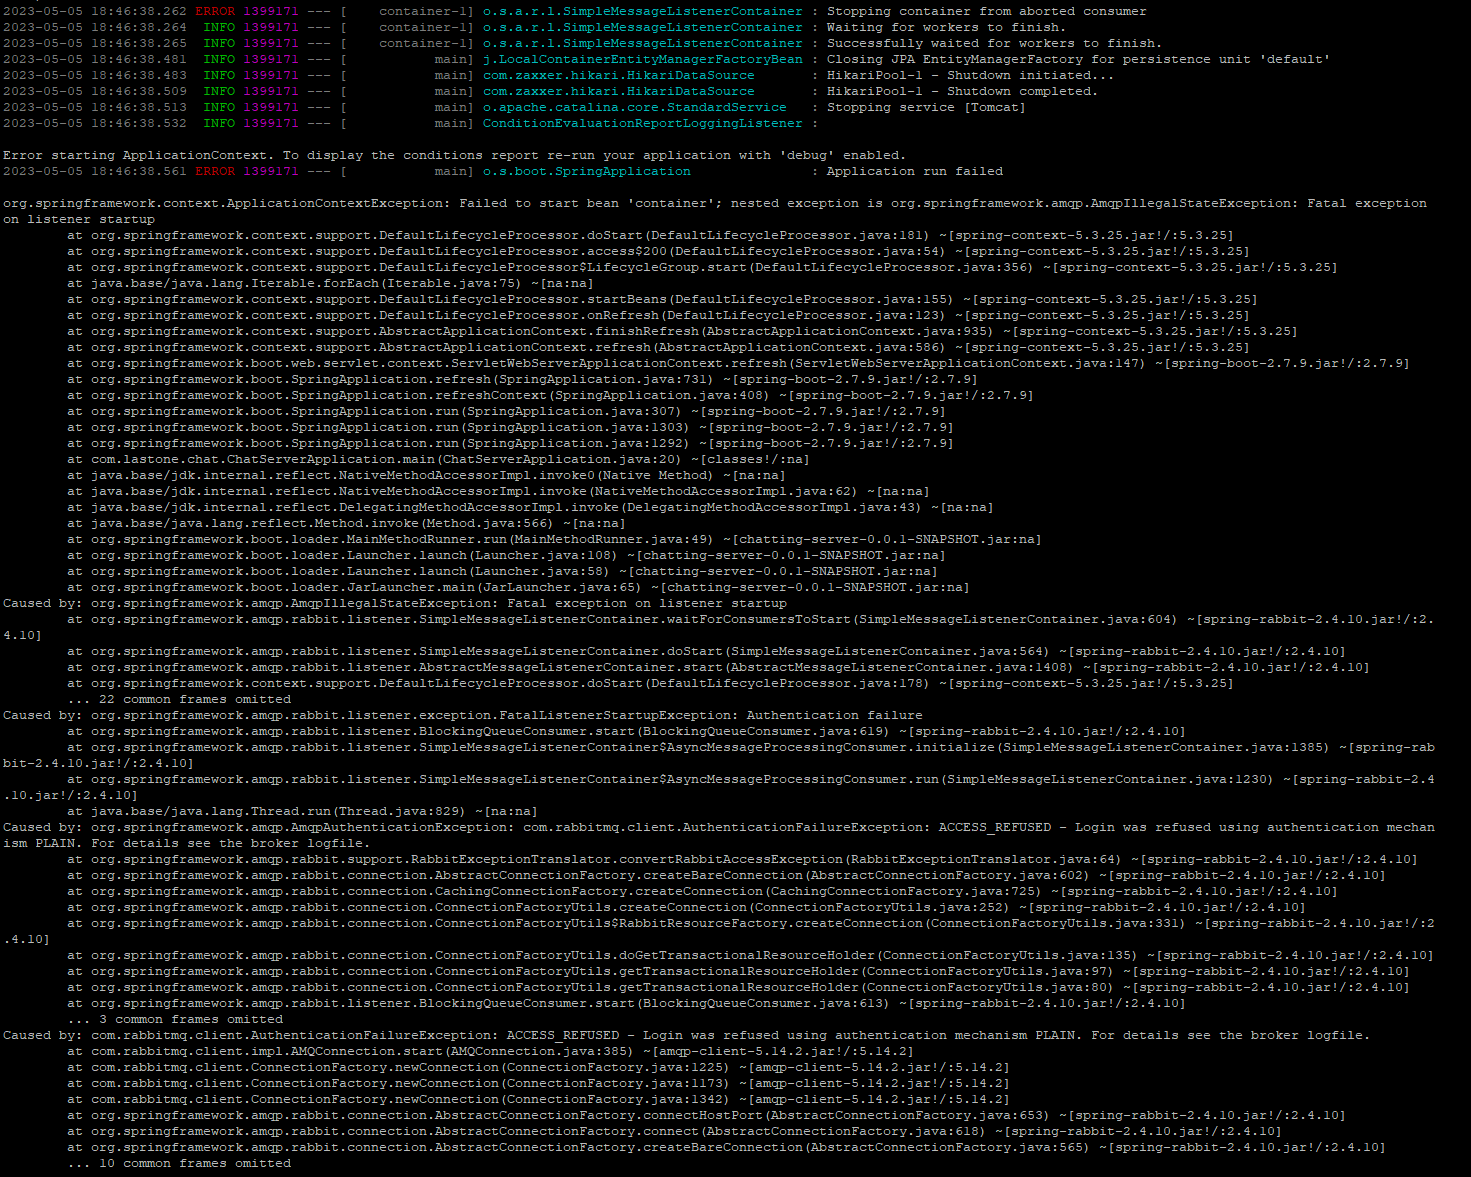 2023-05-05 18:46:38.262 ERROR 1399171 --- [    container-1] o.s.a.r.l.SimpleMessageListenerContainer : Stopping container from aborted consumer
2023-05-05 18:46:38.264  INFO 1399171 --- [    container-1] o.s.a.r.l.SimpleMessageListenerContainer : Waiting for workers to finish.
2023-05-05 18:46:38.265  INFO 1399171 --- [    container-1] o.s.a.r.l.SimpleMessageListenerContainer : Successfully waited for workers to finish.
2023-05-05 18:46:38.481  INFO 1399171 --- [           main] j.LocalContainerEntityManagerFactoryBean : Closing JPA EntityManagerFactory for persistence unit 'default'
2023-05-05 18:46:38.483  INFO 1399171 --- [           main] com.zaxxer.hikari.HikariDataSource       : HikariPool-1 - Shutdown initiated...
2023-05-05 18:46:38.509  INFO 1399171 --- [           main] com.zaxxer.hikari.HikariDataSource       : HikariPool-1 - Shutdown completed.
2023-05-05 18:46:38.513  INFO 1399171 --- [           main] o.apache.catalina.core.StandardService   : Stopping service [Tomcat]
2023-05-05 18:46:38.532  INFO 1399171 --- [           main] ConditionEvaluationReportLoggingListener :
Error starting ApplicationContext. To display the conditions report re-run your application with 'debug' enabled.
2023-05-05 18:46:38.561 ERROR 1399171 --- [           main] o.s.boot.SpringApplication               : Application run failed
org.springframework.context.ApplicationContextException: Failed to start bean 'container'; nested exception is org.springframework.amqp.AmqpIllegalStateException: Fatal exception
on listener startup
        at org.springframework.context.support.DefaultLifecycleProcessor.doStart(DefaultLifecycleProcessor.java:181) ~[spring-context-5.3.25.jar!/:5.3.25]
        at org.springframework.context.support.DefaultLifecycleProcessor.access$200(DefaultLifecycleProcessor.java:54) ~[spring-context-5.3.25.jar!/:5.3.25]
        at org.springframework.context.support.DefaultLifecycleProcessor$LifecycleGroup.start(DefaultLifecycleProcessor.java:356) ~[spring-context-5.3.25.jar!/:5.3.25]
        at java.base/java.lang.Iterable.forEach(Iterable.java:75) ~[na:na]
        at org.springframework.context.support.DefaultLifecycleProcessor.startBeans(DefaultLifecycleProcessor.java:155) ~[spring-context-5.3.25.jar!/:5.3.25]
        at org.springframework.context.support.DefaultLifecycleProcessor.onRefresh(DefaultLifecycleProcessor.java:123) ~[spring-context-5.3.25.jar!/:5.3.25]
        at org.springframework.context.support.AbstractApplicationContext.finishRefresh(AbstractApplicationContext.java:935) ~[spring-context-5.3.25.jar!/:5.3.25]
        at org.springframework.context.support.AbstractApplicationContext.refresh(AbstractApplicationContext.java:586) ~[spring-context-5.3.25.jar!/:5.3.25]
        at org.springframework.boot.web.servlet.context.ServletWebServerApplicationContext.refresh(ServletWebServerApplicationContext.java:147) ~[spring-boot-2.7.9.jar!/:2.7.9]
        at org.springframework.boot.SpringApplication.refresh(SpringApplication.java:731) ~[spring-boot-2.7.9.jar!/:2.7.9]
        at org.springframework.boot.SpringApplication.refreshContext(SpringApplication.java:408) ~[spring-boot-2.7.9.jar!/:2.7.9]
        at org.springframework.boot.SpringApplication.run(SpringApplication.java:307) ~[spring-boot-2.7.9.jar!/:2.7.9]
        at org.springframework.boot.SpringApplication.run(SpringApplication.java:1303) ~[spring-boot-2.7.9.jar!/:2.7.9]
        at org.springframework.boot.SpringApplication.run(SpringApplication.java:1292) ~[spring-boot-2.7.9.jar!/:2.7.9]
        at com.lastone.chat.ChatServerApplication.main(ChatServerApplication.java:20) ~[classes!/:na]
        at java.base/jdk.internal.reflect.NativeMethodAccessorImpl.invoke0(Native Method) ~[na:na]
        at java.base/jdk.internal.reflect.NativeMethodAccessorImpl.invoke(NativeMethodAccessorImpl.java:62) ~[na:na]
        at java.base/jdk.internal.reflect.DelegatingMethodAccessorImpl.invoke(DelegatingMethodAccessorImpl.java:43) ~[na:na]
        at java.base/java.lang.reflect.Method.invoke(Method.java:566) ~[na:na]
        at org.springframework.boot.loader.MainMethodRunner.run(MainMethodRunner.java:49) ~[chatting-server-0.0.1-SNAPSHOT.jar:na]
        at org.springframework.boot.loader.Launcher.launch(Launcher.java:108) ~[chatting-server-0.0.1-SNAPSHOT.jar:na]
        at org.springframework.boot.loader.Launcher.launch(Launcher.java:58) ~[chatting-server-0.0.1-SNAPSHOT.jar:na]
        at org.springframework.boot.loader.JarLauncher.main(JarLauncher.java:65) ~[chatting-server-0.0.1-SNAPSHOT.jar:na]
Caused by: org.springframework.amqp.AmqpIllegalStateException: Fatal exception on listener startup
        at org.springframework.amqp.rabbit.listener.SimpleMessageListenerContainer.waitForConsumersToStart(SimpleMessageListenerContainer.java:604) ~[spring-rabbit-2.4.10.jar!/:2.
4.10]
        at org.springframework.amqp.rabbit.listener.SimpleMessageListenerContainer.doStart(SimpleMessageListenerContainer.java:564) ~[spring-rabbit-2.4.10.jar!/:2.4.10]
        at org.springframework.amqp.rabbit.listener.AbstractMessageListenerContainer.start(AbstractMessageListenerContainer.java:1408) ~[spring-rabbit-2.4.10.jar!/:2.4.10]
        at org.springframework.context.support.DefaultLifecycleProcessor.doStart(DefaultLifecycleProcessor.java:178) ~[spring-context-5.3.25.jar!/:5.3.25]
        ... 22 common frames omitted
Caused by: org.springframework.amqp.rabbit.listener.exception.FatalListenerStartupException: Authentication failure
        at org.springframework.amqp.rabbit.listener.BlockingQueueConsumer.start(BlockingQueueConsumer.java:619) ~[spring-rabbit-2.4.10.jar!/:2.4.10]
        at org.springframework.amqp.rabbit.listener.SimpleMessageListenerContainer$AsyncMessageProcessingConsumer.initialize(SimpleMessageListenerContainer.java:1385) ~[spring-rab
bit-2.4.10.jar!/:2.4.10]
        at org.springframework.amqp.rabbit.listener.SimpleMessageListenerContainer$AsyncMessageProcessingConsumer.run(SimpleMessageListenerContainer.java:1230) ~[spring-rabbit-2.4
.10.jar!/:2.4.10]
        at java.base/java.lang.Thread.run(Thread.java:829) ~[na:na]
Caused by: org.springframework.amqp.AmqpAuthenticationException: com.rabbitmq.client.AuthenticationFailureException: ACCESS_REFUSED - Login was refused using authentication mechan
ism PLAIN. For details see the broker logfile.
        at org.springframework.amqp.rabbit.support.RabbitExceptionTranslator.convertRabbitAccessException(RabbitExceptionTranslator.java:64) ~[spring-rabbit-2.4.10.jar!/:2.4.10]
        at org.springframework.amqp.rabbit.connection.AbstractConnectionFactory.createBareConnection(AbstractConnectionFactory.java:602) ~[spring-rabbit-2.4.10.jar!/:2.4.10]
        at org.springframework.amqp.rabbit.connection.CachingConnectionFactory.createConnection(CachingConnectionFactory.java:725) ~[spring-rabbit-2.4.10.jar!/:2.4.10]
        at org.springframework.amqp.rabbit.connection.ConnectionFactoryUtils.createConnection(ConnectionFactoryUtils.java:252) ~[spring-rabbit-2.4.10.jar!/:2.4.10]
        at org.springframework.amqp.rabbit.connection.ConnectionFactoryUtils$RabbitResourceFactory.createConnection(ConnectionFactoryUtils.java:331) ~[spring-rabbit-2.4.10.jar!/:2
.4.10]
        at org.springframework.amqp.rabbit.connection.ConnectionFactoryUtils.doGetTransactionalResourceHolder(ConnectionFactoryUtils.java:135) ~[spring-rabbit-2.4.10.jar!/:2.4.10]
        at org.springframework.amqp.rabbit.connection.ConnectionFactoryUtils.getTransactionalResourceHolder(ConnectionFactoryUtils.java:97) ~[spring-rabbit-2.4.10.jar!/:2.4.10]
        at org.springframework.amqp.rabbit.connection.ConnectionFactoryUtils.getTransactionalResourceHolder(ConnectionFactoryUtils.java:80) ~[spring-rabbit-2.4.10.jar!/:2.4.10]
        at org.springframework.amqp.rabbit.listener.BlockingQueueConsumer.start(BlockingQueueConsumer.java:613) ~[spring-rabbit-2.4.10.jar!/:2.4.10]
        ... 3 common frames omitted
Caused by: com.rabbitmq.client.AuthenticationFailureException: ACCESS_REFUSED - Login was refused using authentication mechanism PLAIN. For details see the broker logfile.
        at com.rabbitmq.client.impl.AMQConnection.start(AMQConnection.java:385) ~[amqp-client-5.14.2.jar!/:5.14.2]
        at com.rabbitmq.client.ConnectionFactory.newConnection(ConnectionFactory.java:1225) ~[amqp-client-5.14.2.jar!/:5.14.2]
        at com.rabbitmq.client.ConnectionFactory.newConnection(ConnectionFactory.java:1173) ~[amqp-client-5.14.2.jar!/:5.14.2]
        at com.rabbitmq.client.ConnectionFactory.newConnection(ConnectionFactory.java:1342) ~[amqp-client-5.14.2.jar!/:5.14.2]
        at org.springframework.amqp.rabbit.connection.AbstractConnectionFactory.connectHostPort(AbstractConnectionFactory.java:653) ~[spring-rabbit-2.4.10.jar!/:2.4.10]
        at org.springframework.amqp.rabbit.connection.AbstractConnectionFactory.connect(AbstractConnectionFactory.java:618) ~[spring-rabbit-2.4.10.jar!/:2.4.10]
        at org.springframework.amqp.rabbit.connection.AbstractConnectionFactory.createBareConnection(AbstractConnectionFactory.java:565) ~[spring-rabbit-2.4.10.jar!/:2.4.10]
        ... 10 common frames omitted